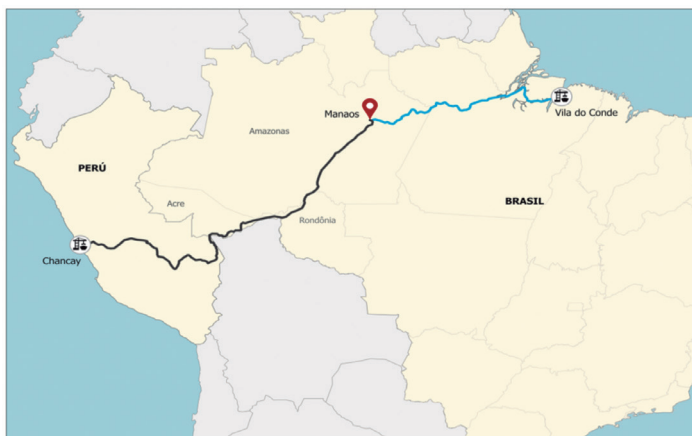 Manaos
Vila do Conde
Amazonas
PERÚ
Acre
BRASIL
Rondônia
Chancay